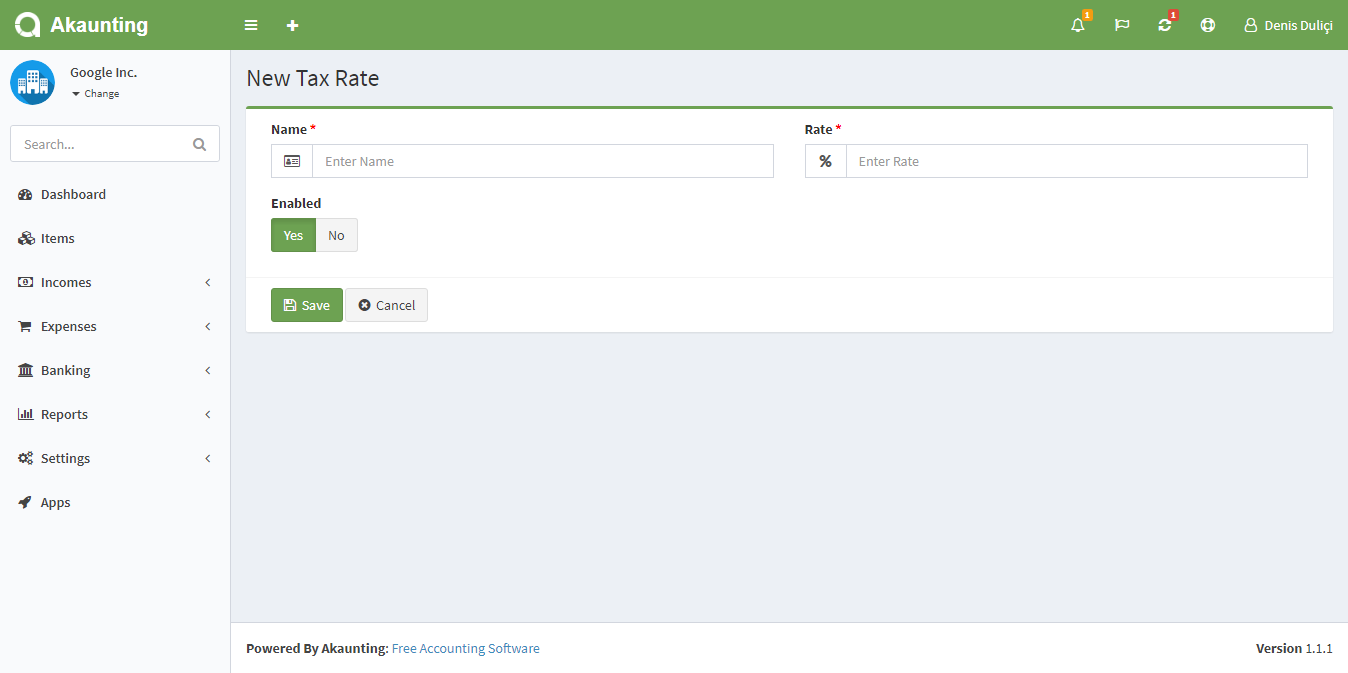 Akaunting
1
1
Denis Duliçi
Google Inc.
Change
Search...
Dashboard
Items
Incomes
Expenses
Banking
Reports
Settings
Apps
New Tax Rate
Name *
Rate *
Enter Name
% Enter Rate
Enabled
Yes No
Save Cancel
Powered By Akaunting: Free Accounting Software
Version 1.1.1